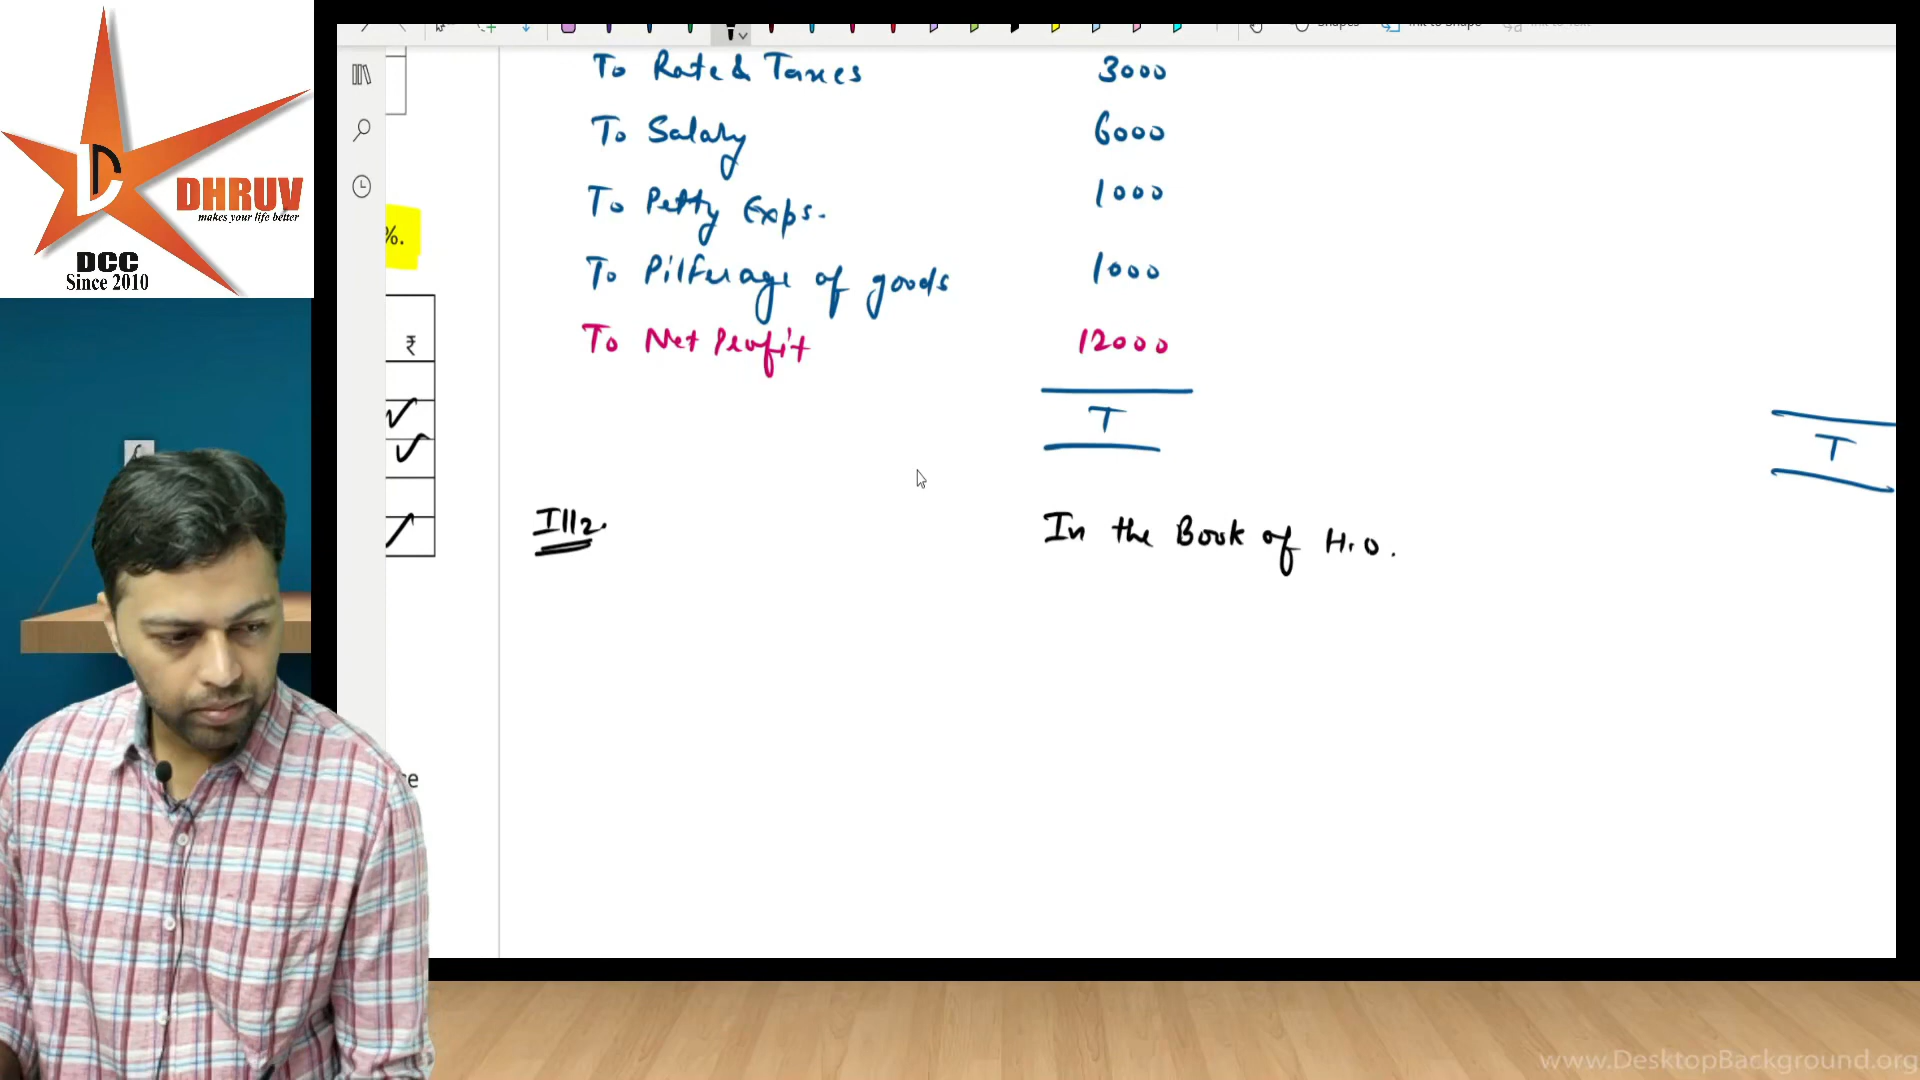 DHRUV
makes your life better
DCC
Since 2010
To Rate & Taxes 3000
To Salary 6000
To Petty Exps. 1000
To Pilferage of goods 1000
To Net Profit 12000
T
T
%.
₹
Ill2.
In the Book of H.O.
e
www.DesktopBackground.org